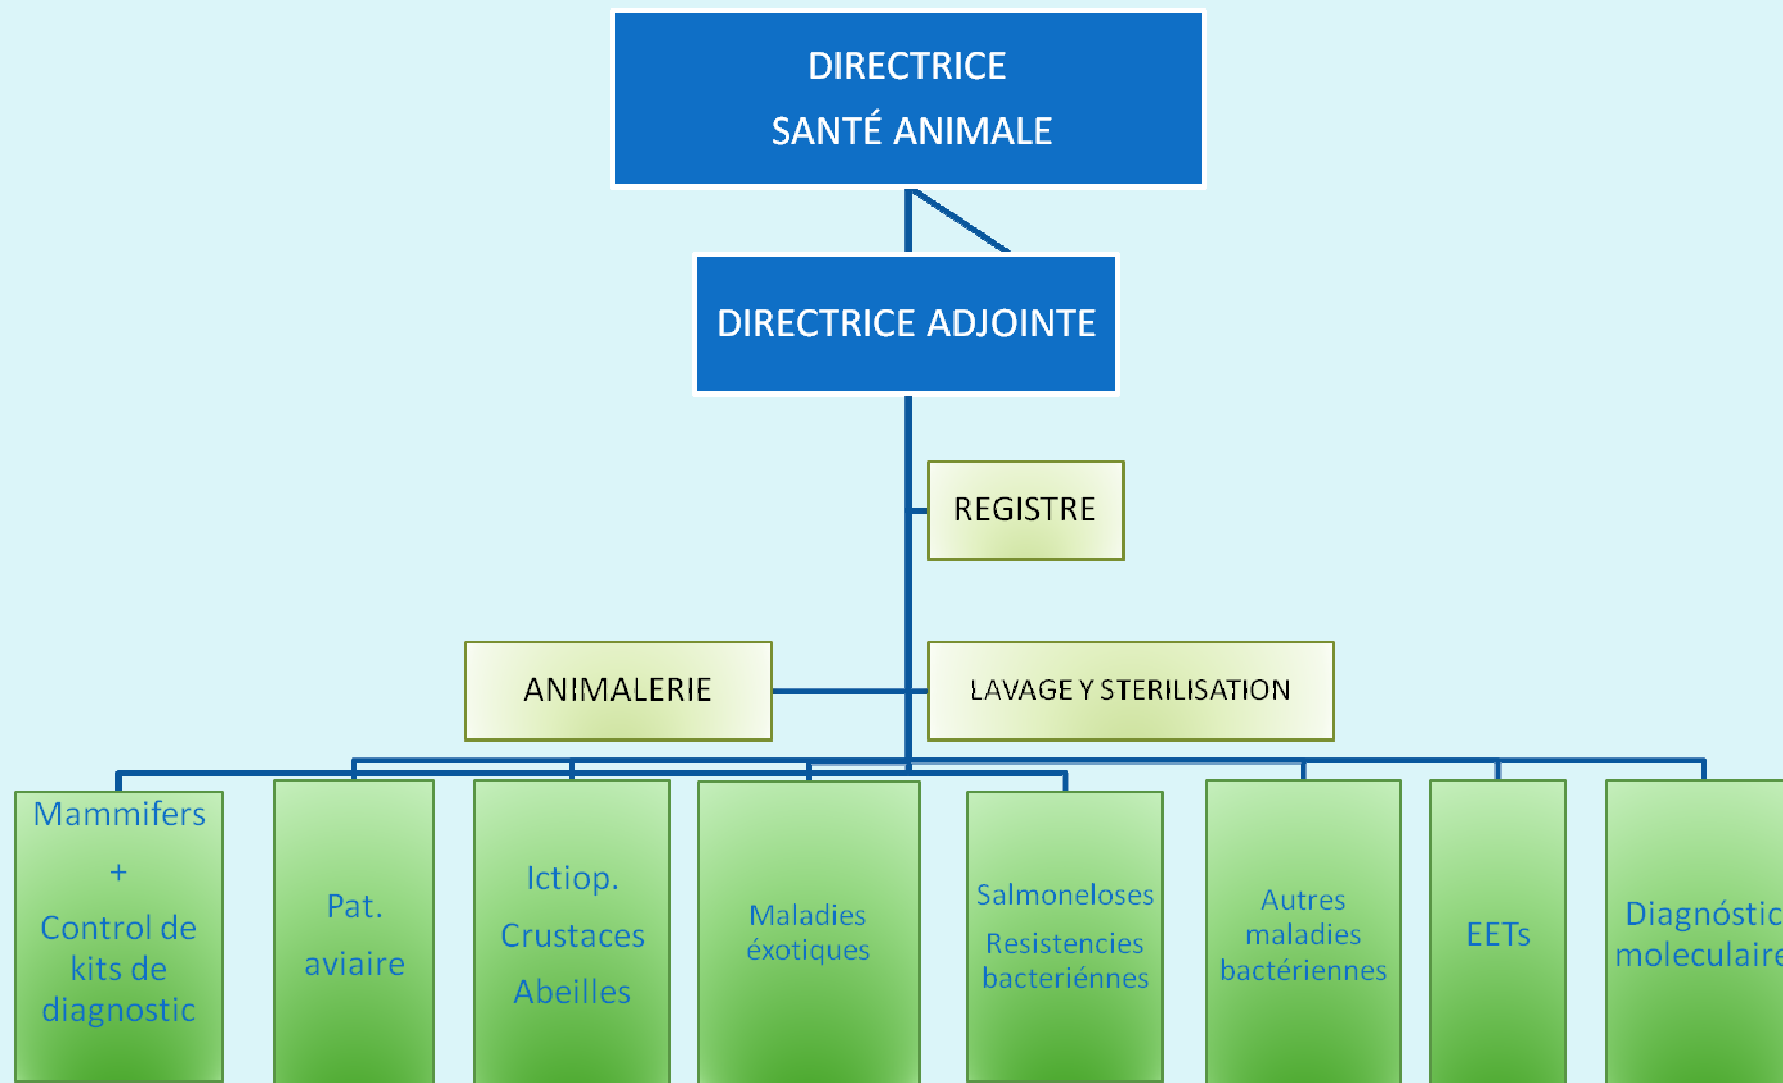 DIRECTRICE
SANTÉ ANIMALE
DIRECTRICE ADJOINTE
REGISTRE
ANIMALERIE
LAVAGE Y STERILISATION
Mammifers
+
Control de
kits de
diagnostic
Pat.
aviaire
Ictiop.
Crustaces
Abeilles
Maladies
éxotiques
Salmoneloses
Resistencies
bacteriénnes
Autres
maladies
bactériennes
EETs
Diagnóstic
moleculaire